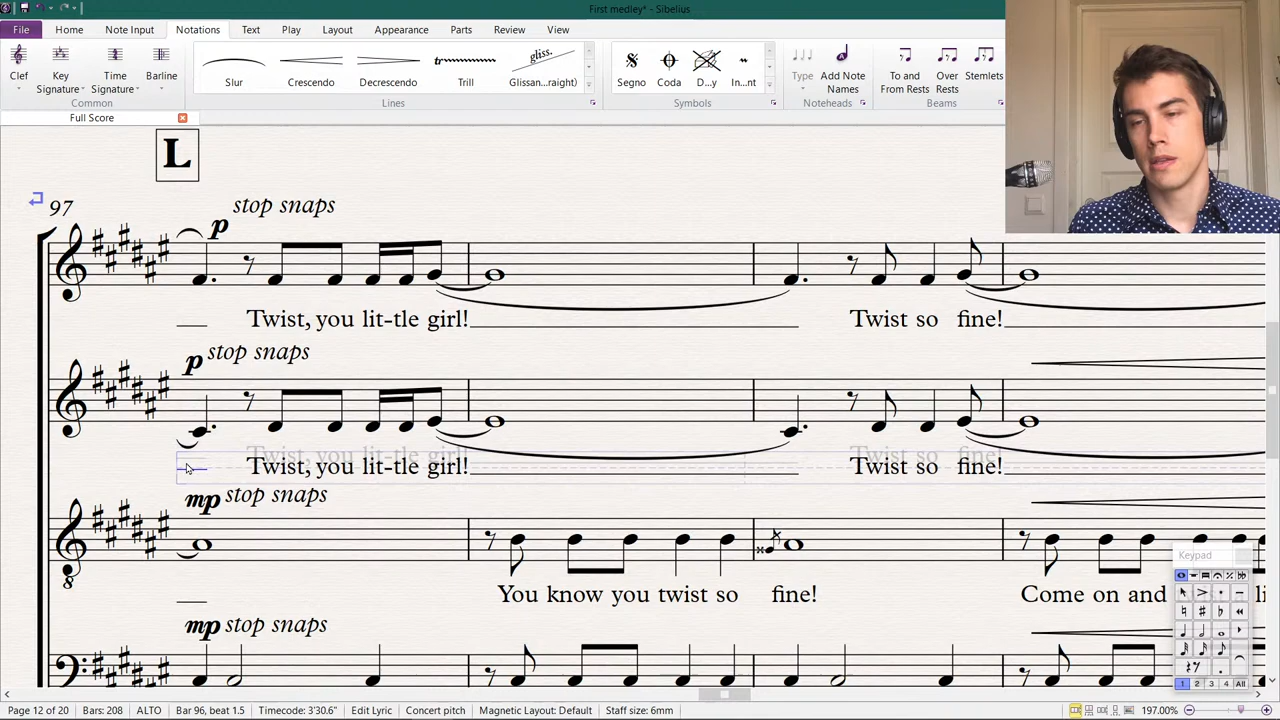 First medley* - Sibelius
File Home Note Input Notations Text Play Layout Appearance Parts Review View
Clef Key Signature Time Signature Barline
Slur Crescendo Decrescendo Trill gliss. Glissan...raight)
Segno Coda D...y In...nt
Type Add Note Names
To and From Rests Over Rests Stemlets
Common Lines Symbols Noteheads Beams
Full Score
L
97
p stop snaps
Twist, you lit-tle girl! Twist so fine!
p stop snaps
Twist, you lit-tle girl! Twist so fine!
mp stop snaps
You know you twist so fine! Come on and
mp stop snaps
Keypad
1 2 3 4 All
Page 12 of 20 Bars: 208 ALTO Bar 96, beat 1.5 Timecode: 3'30.6" Edit Lyric Concert pitch Magnetic Layout: Default Staff size: 6mm 197.00%